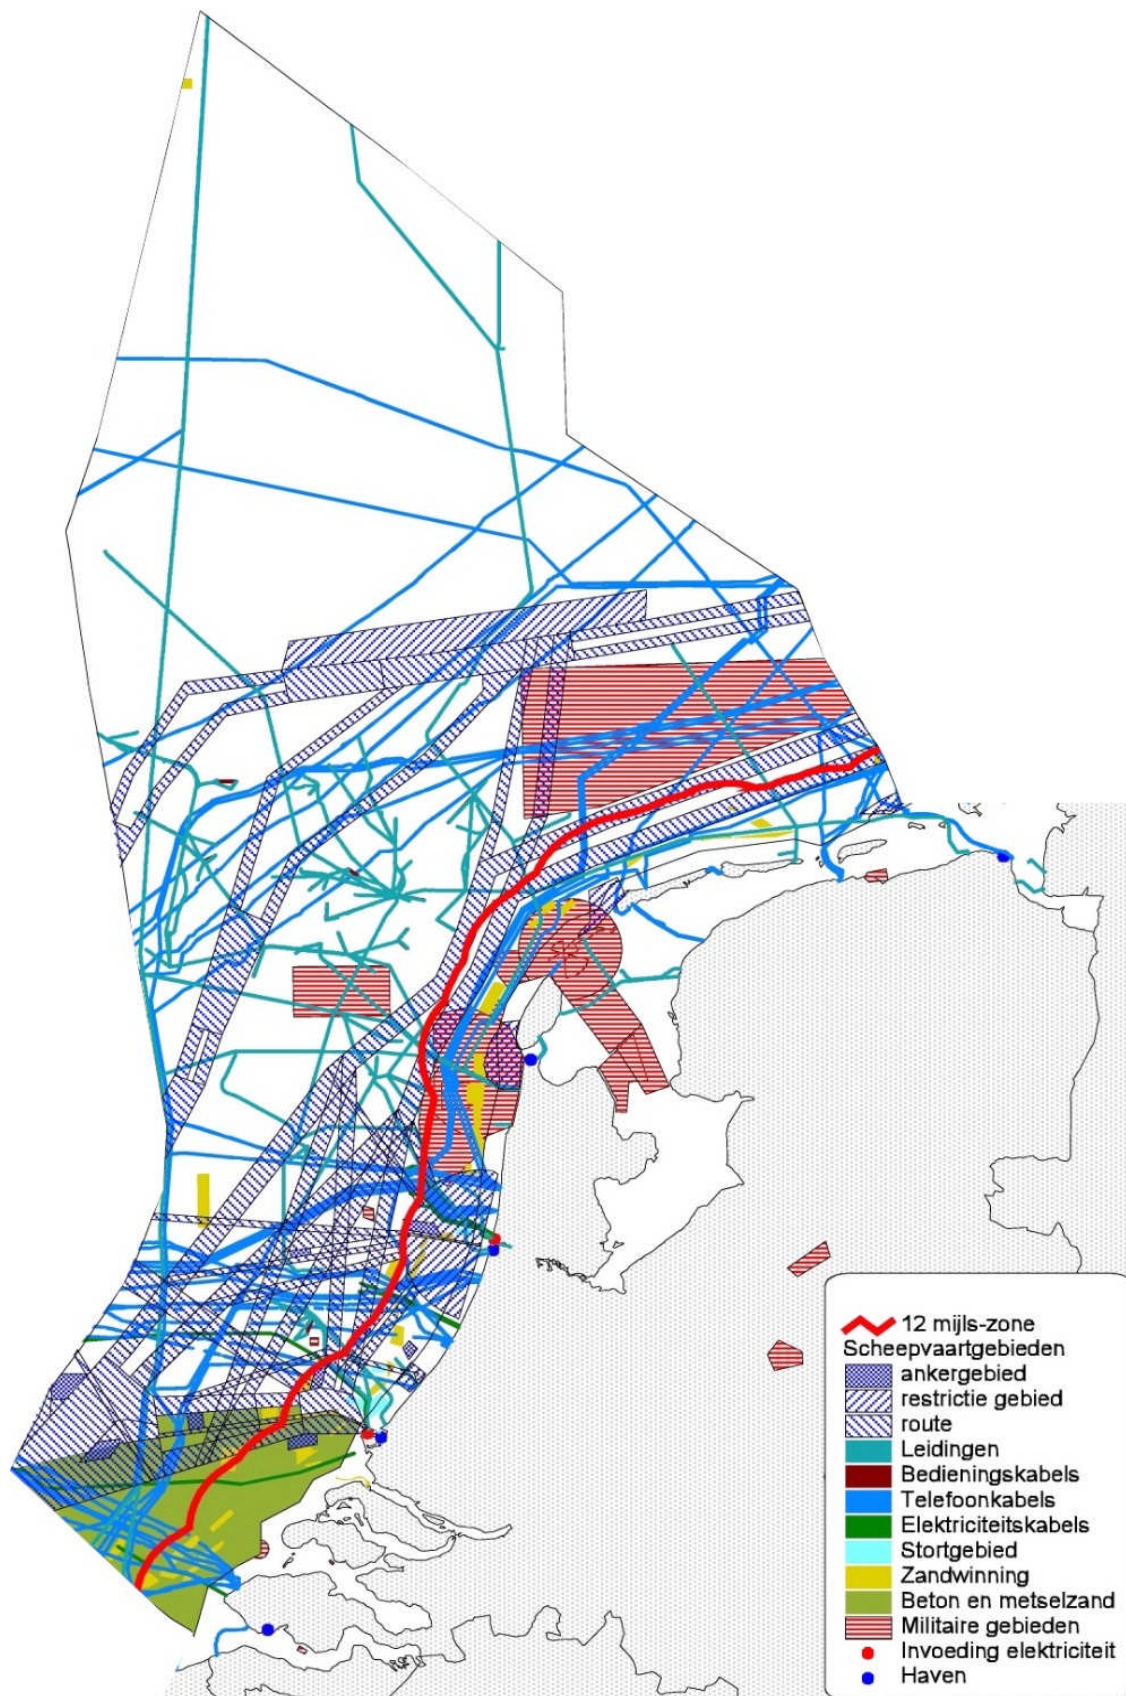 12 mijls-zone
Scheepvaartgebieden
ankergebied
restrictie gebied
route
Leidingen
Bedieningskabels
Telefoonkabels
Elektriciteitskabels
Stortgebied
Zandwinning
Beton en metselzand
Militaire gebieden
Invoeding elektriciteit
Haven